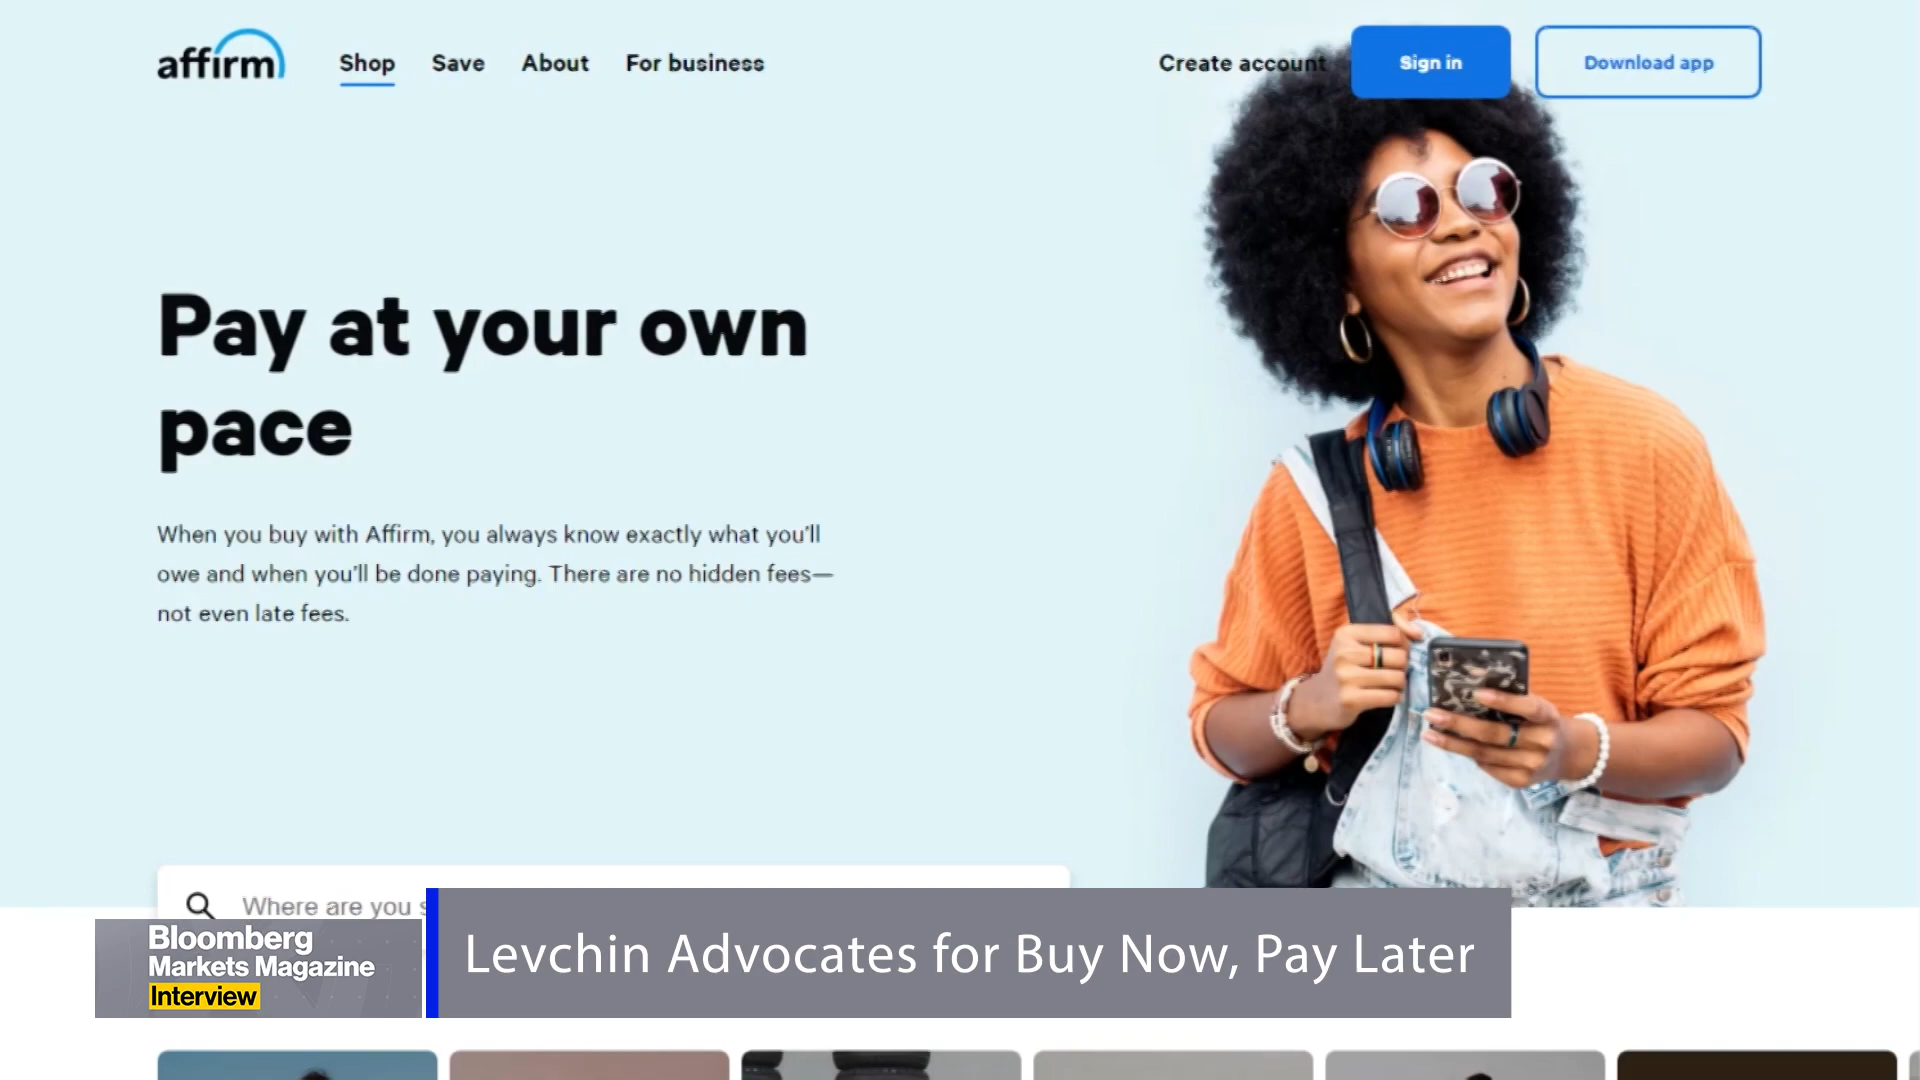 affirm
Shop Save About For business
Create account Sign in Download app
Pay at your own
pace
When you buy with Affirm, you always know exactly what you'll
owe and when you'll be done paying. There are no hidden fees—
not even late fees.
Where are you s
Bloomberg
Markets Magazine
Interview
Levchin Advocates for Buy Now, Pay Later